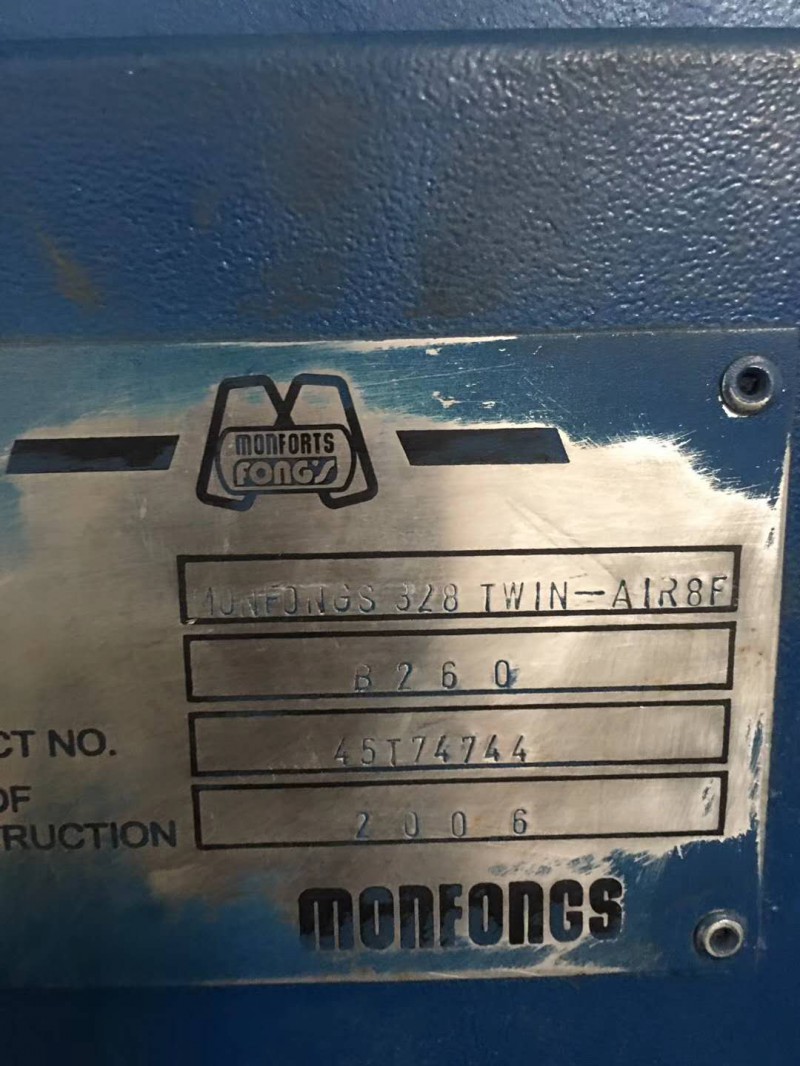 MONFORTS
FONG'S
MONFONGS 328 TWIN-AIR8F
B260
CT NO. 45T74744
OF
RUCTION 2006
MONFONGS